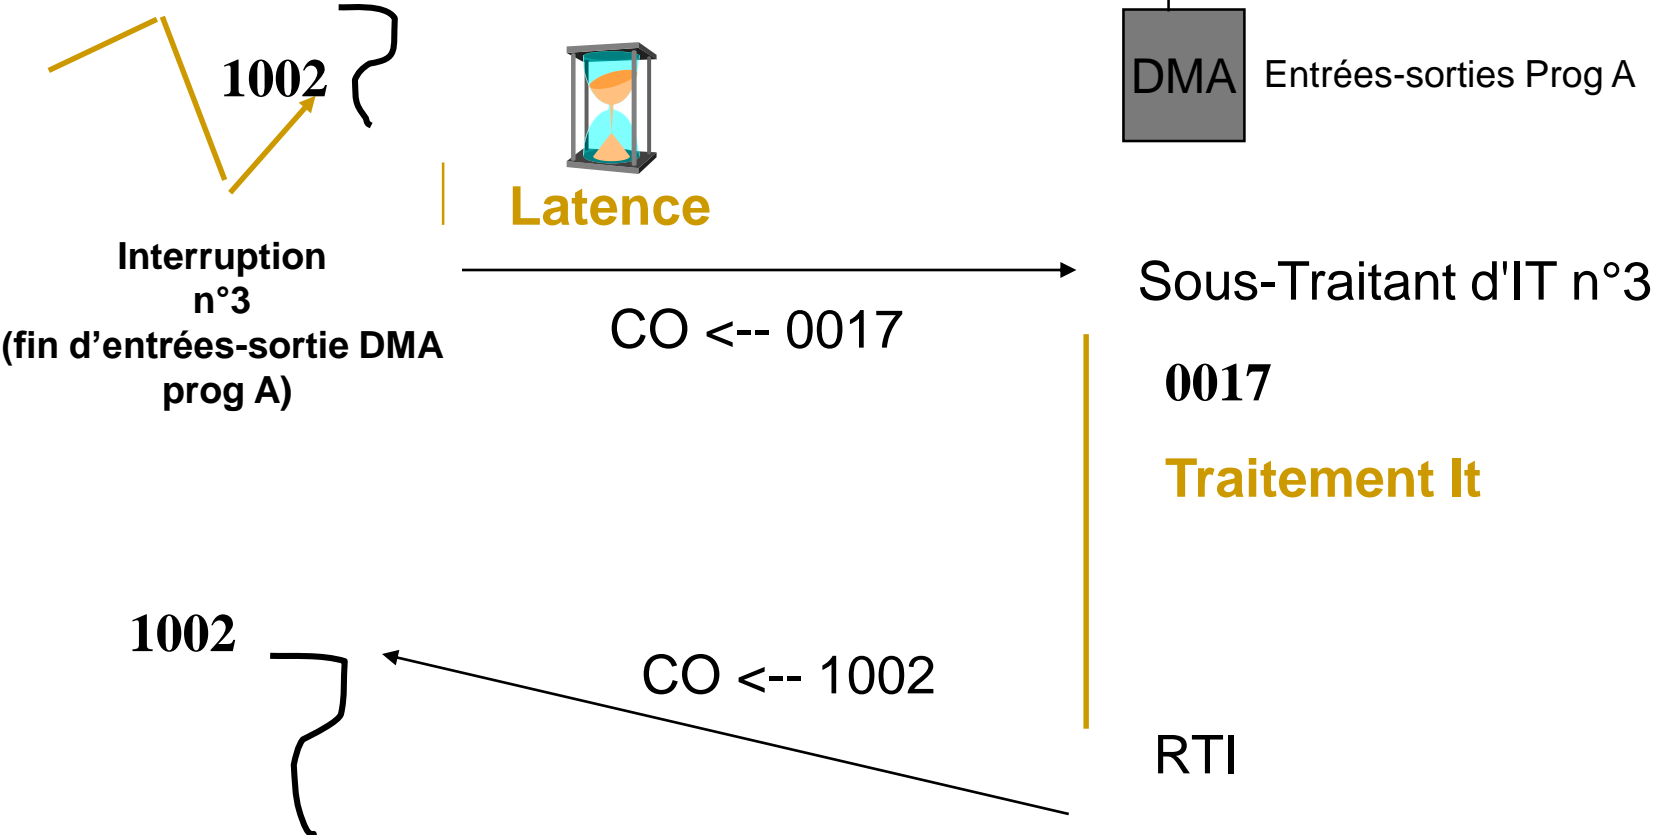 1002
DMA
Entrées-sorties Prog A
Latence
Interruption
n°3
(fin d’entrées-sortie DMA
prog A)
Sous-Traitant d'IT n°3
CO <-- 0017
0017
Traitement It
1002
CO <-- 1002
RTI